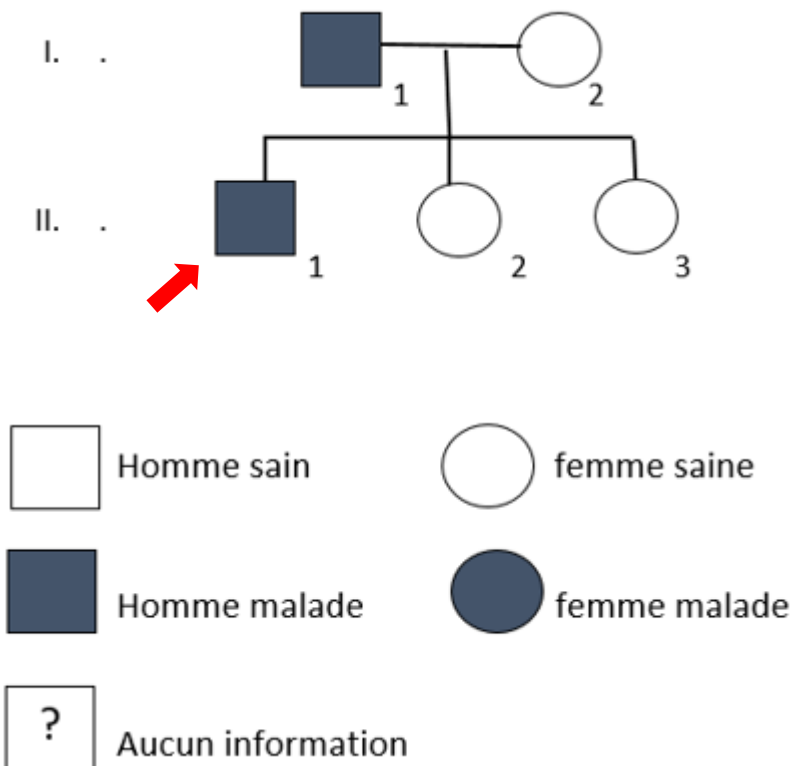 I. .
1 2
II. .
1 2 3
Homme sain femme saine
Homme malade femme malade
?
Aucun information